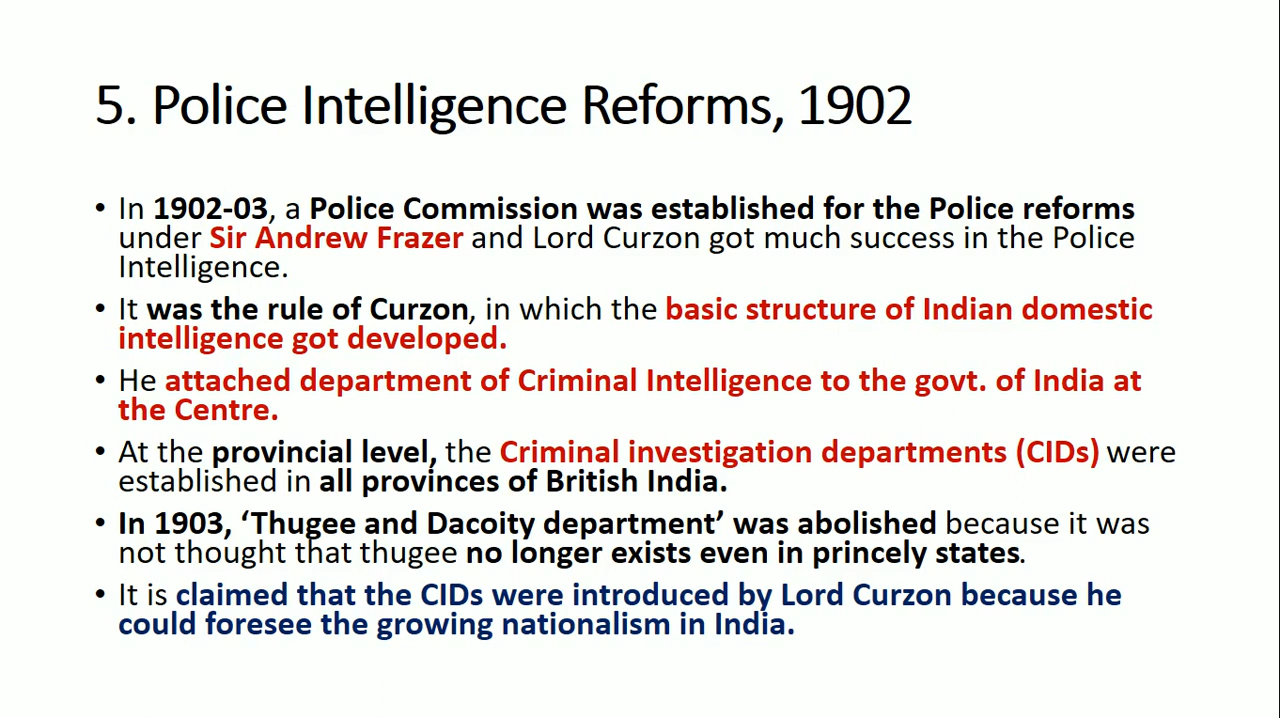 5. Police Intelligence Reforms, 1902
• In 1902-03, a Police Commission was established for the Police reforms
under Sir Andrew Frazer and Lord Curzon got much success in the Police
Intelligence.
• It was the rule of Curzon, in which the basic structure of Indian domestic
intelligence got developed.
• He attached department of Criminal Intelligence to the govt. of India at
the Centre.
• At the provincial level, the Criminal investigation departments (CIDs) were
established in all provinces of British India.
• In 1903, ‘Thugee and Dacoity department’ was abolished because it was
not thought that thugee no longer exists even in princely states.
• It is claimed that the CIDs were introduced by Lord Curzon because he
could foresee the growing nationalism in India.